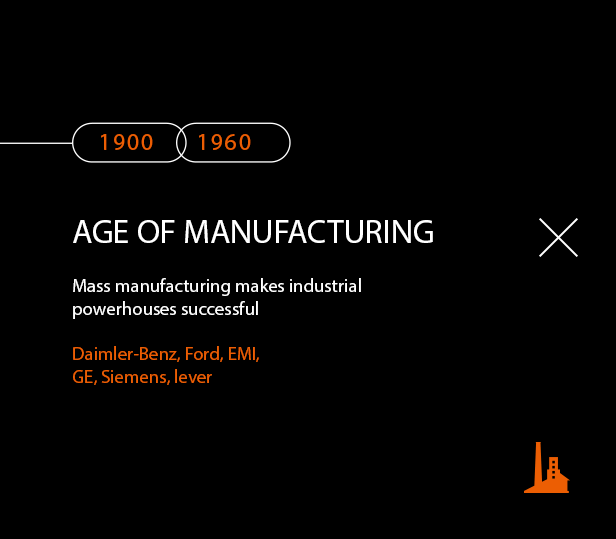 1900 1960
AGE OF MANUFACTURING
Mass manufacturing makes industrial
powerhouses successful
Daimler-Benz, Ford, EMI,
GE, Siemens, lever